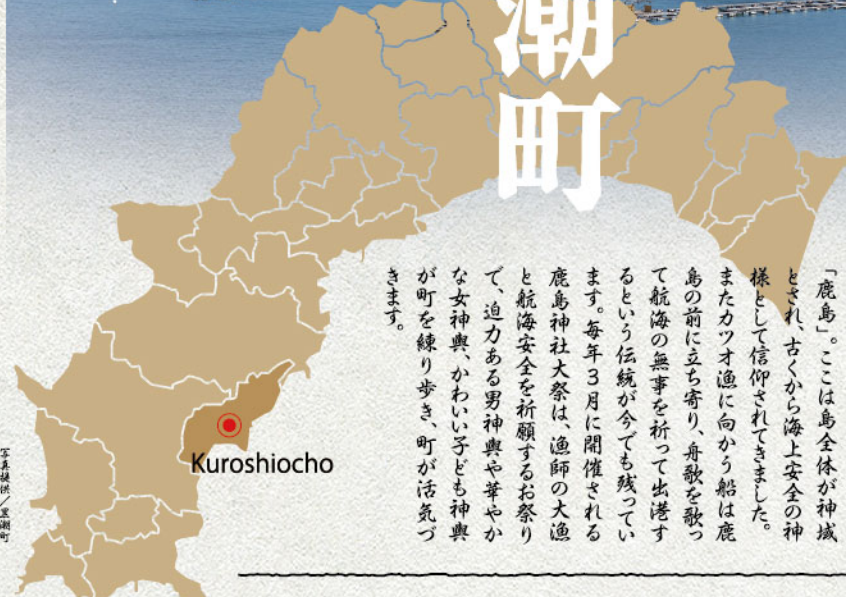 潮町
「鹿島」。ここは島全体が神域
とされ、古くから海上安全の神
様として信仰されてきました。
またカツオ漁に向かう船は鹿
島の前に立ち寄り、舟歌を歌っ
て航海の無事を祈って出港す
るという伝統が今でも残ってい
ます。毎年3月に開催される
鹿島神社大祭は、漁師の大漁
と航海安全を祈願するお祭り
で、迫力ある男神輿や華やか
な女神輿、かわいい子ども神輿
が町を練り歩き、町が活気づ
きます。
Kuroshiocho
写真提供／黒潮町